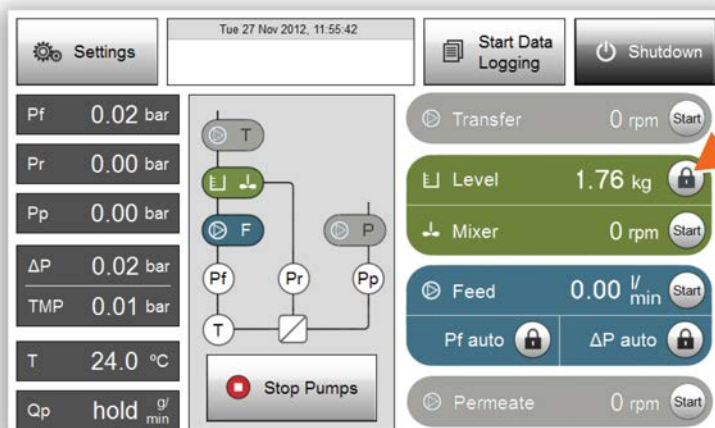 Tue 27 Nov 2012, 11:55:42
Settings
Start Data
Logging
Shutdown
Pf 0.02 bar
Pr 0.00 bar
Pp 0.00 bar
ΔP 0.02 bar
TMP 0.01 bar
T 24.0 °C
Qp hold g/
min
T
F
P
Pf
Pr
Pp
T
Stop Pumps
Transfer 0 rpm Start
Level 1.76 kg
Mixer 0 rpm Start
Feed 0.00 l/
min Start
Pf auto ΔP auto
Permeate 0 rpm Start